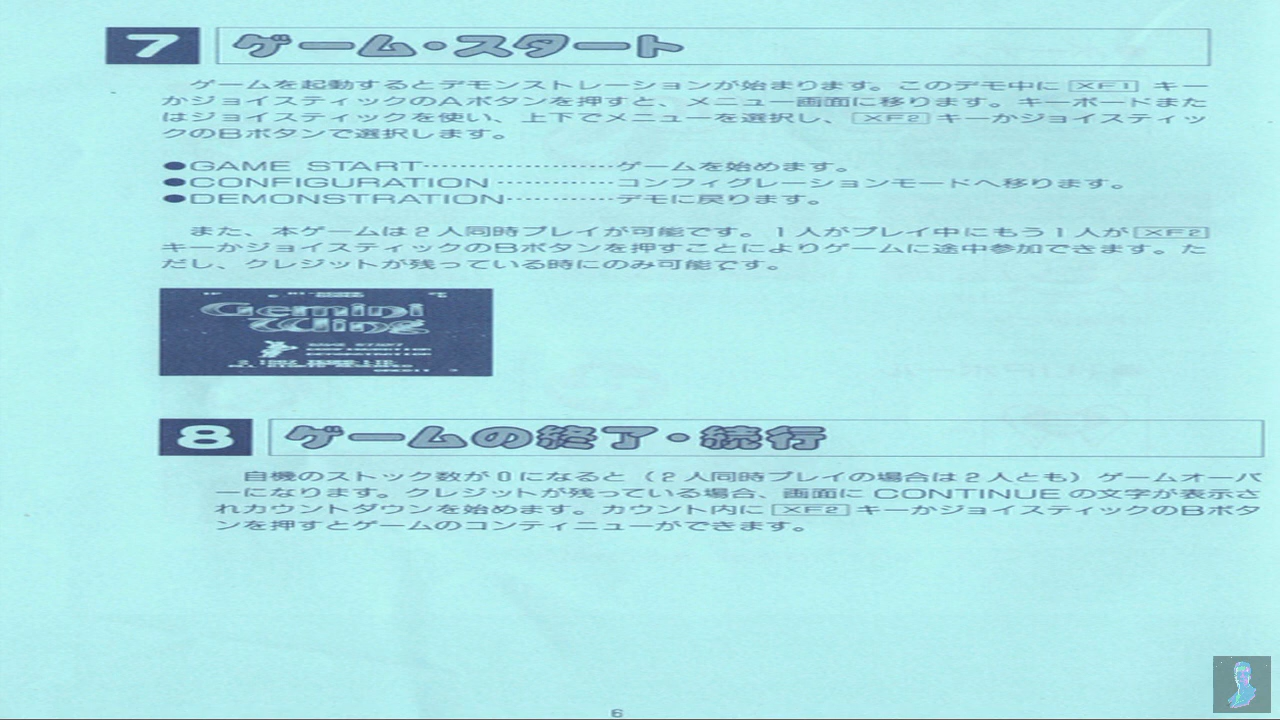 7 ゲーム・スタート
ゲームを起動するとデモンストレーションが始まります。このデモ中に XF1 キー
かジョイスティックのAボタンを押すと、メニュー画面に移ります。キーボードまた
はジョイスティックを使い、上下でメニューを選択し、 XF2 キーかジョイスティッ
クのBボタンで選択します。
●GAME START…………………ゲームを始めます。
●CONFIGURATION …………コンフィグレーションモードへ移ります。
●DEMONSTRATION…………デモに戻ります。
また、本ゲームは2人同時プレイが可能です。1人がプレイ中にもう1人が XF2
キーかジョイスティックのBボタンを押すことによりゲームに途中参加できます。た
だし、クレジットが残っている時にのみ可能です。
Gemini
Wing
GAME START
8 ゲームの終了・続行
自機のストック数が0になると(2人同時プレイの場合は2人とも)ゲームオーバ
ーになります。クレジットが残っている場合、画面に CONTINUE の文字が表示さ
れカウントダウンを始めます。カウント内に XF2 キーかジョイスティックのBボタ
ンを押すとゲームのコンティニューができます。
6